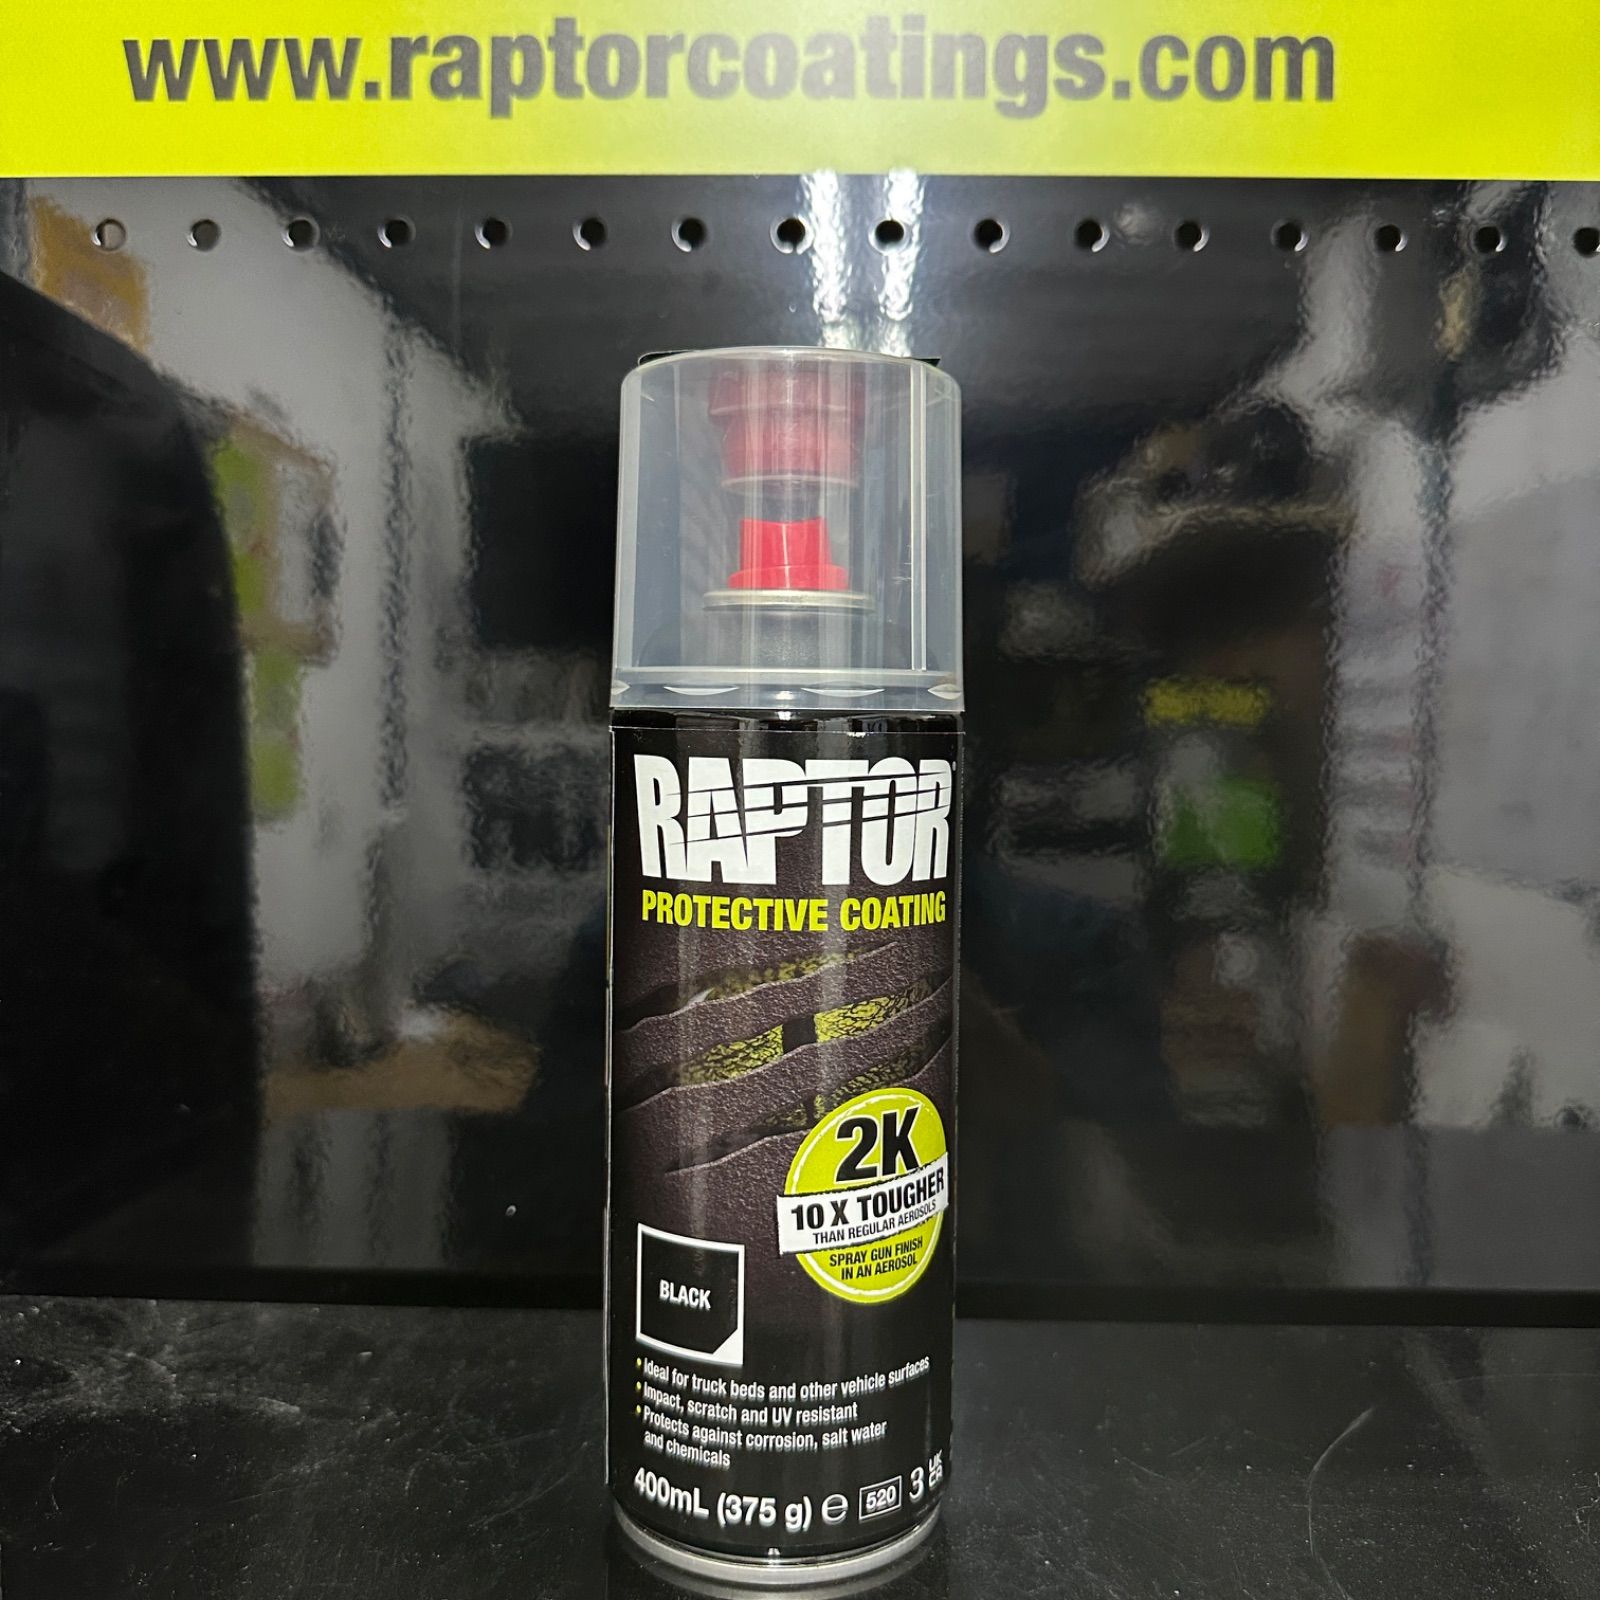 www.raptorcoatings.com
RAPTOR
PROTECTIVE COATING
2K
10 X TOUGHER
THAN REGULAR AEROSOLS
SPRAY GUN FINISH
IN AN AEROSOL
BLACK
• Ideal for truck beds and other vehicle surfaces
• Impact, scratch and UV resistant
• Protects against corrosion, salt water
and chemicals
400mL (375 g) ℮ 520 3 UK
CA